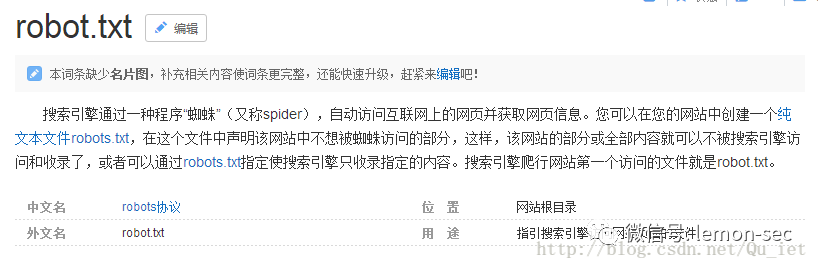 robot.txt 编辑
本词条缺少名片图，补充相关内容使词条更完整，还能快速升级，赶紧来编辑吧！
搜索引擎通过一种程序“蜘蛛”（又称spider），自动访问互联网上的网页并获取网页信息。您可以在您的网站中创建一个纯
文本文件robots.txt，在这个文件中声明该网站中不想被蜘蛛访问的部分，这样，该网站的部分或全部内容就可以不被搜索引擎访
问和收录了，或者可以通过robots.txt指定使搜索引擎只收录指定的内容。搜索引擎爬行网站第一个访问的文件就是robot.txt。
中文名 robots协议 位 置 网站根目录
外文名 robot.txt 用 途 指引搜索引擎
微信号: lemon-sec
http://blog.csdn.net/Qu_iet